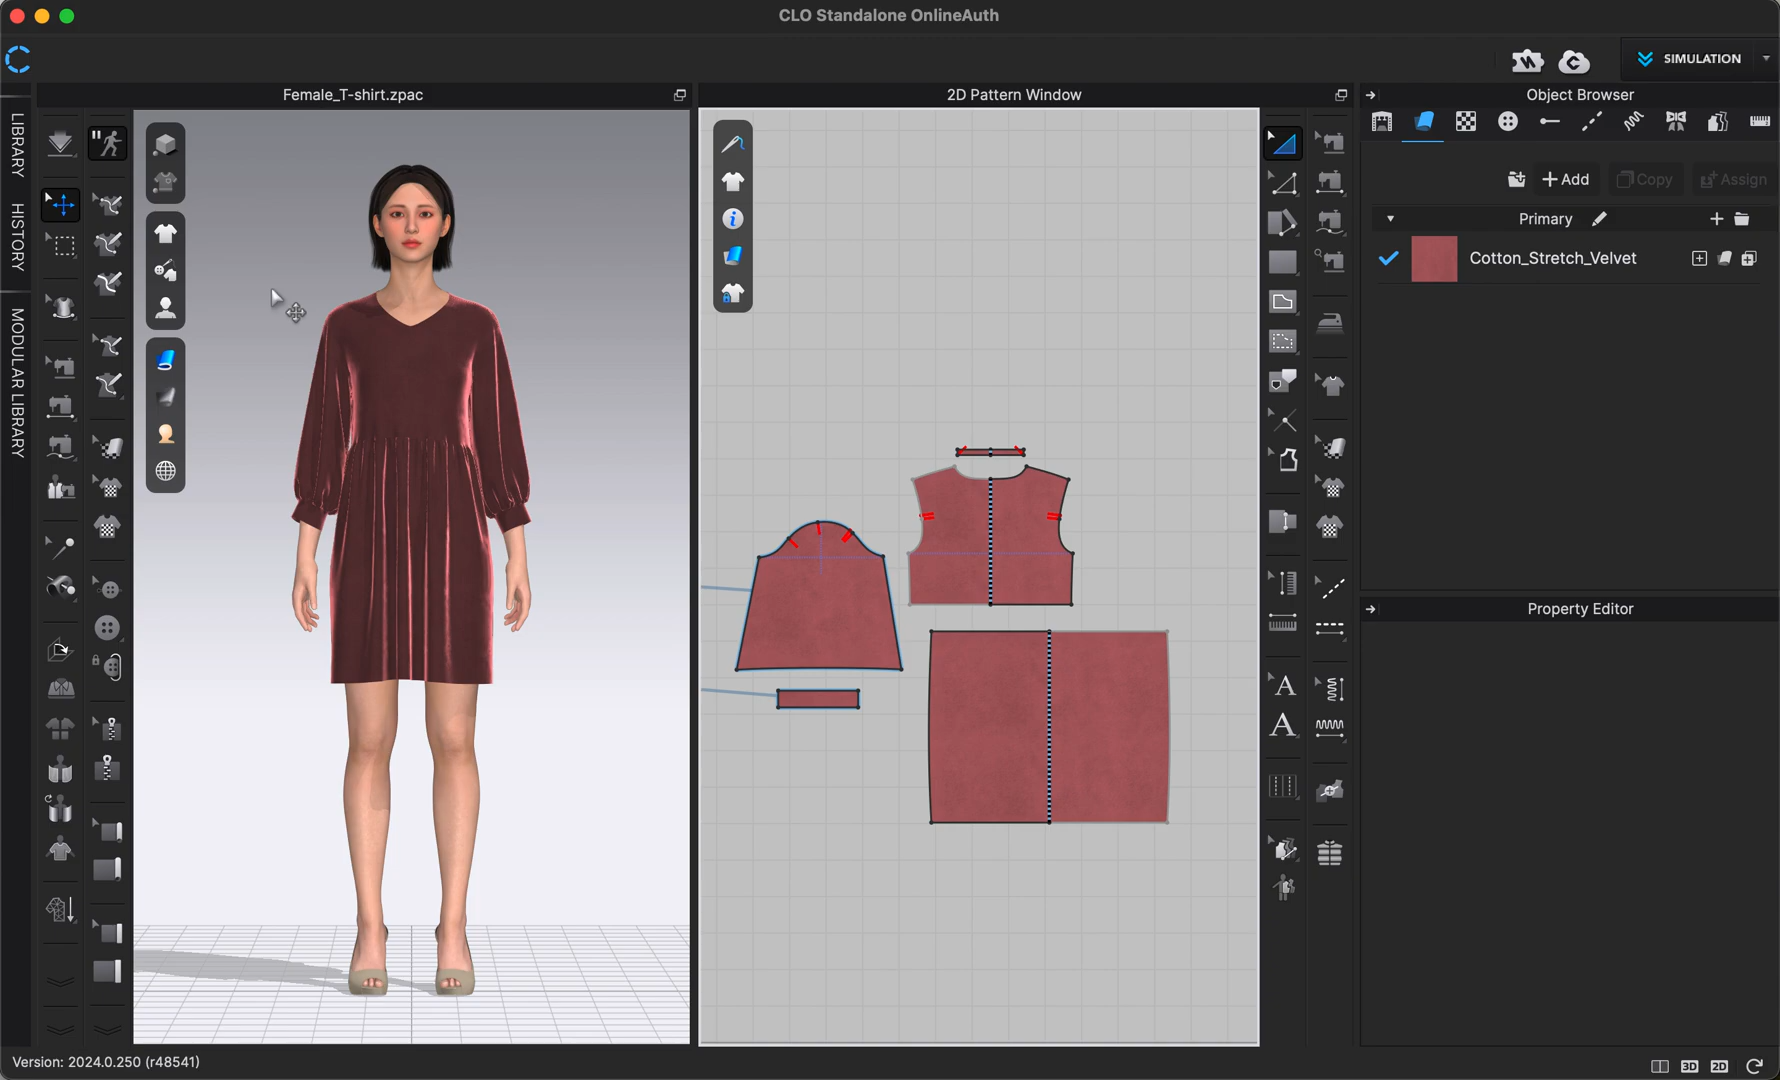 CLO Standalone OnlineAuth
SIMULATION
Female_T-shirt.zpac
2D Pattern Window
Object Browser
LIBRARY
HISTORY
MODULAR LIBRARY
+ Add
Copy
Assign
Primary
Cotton_Stretch_Velvet
A
A
Property Editor
Version: 2024.0.250 (r48541)
3D
2D